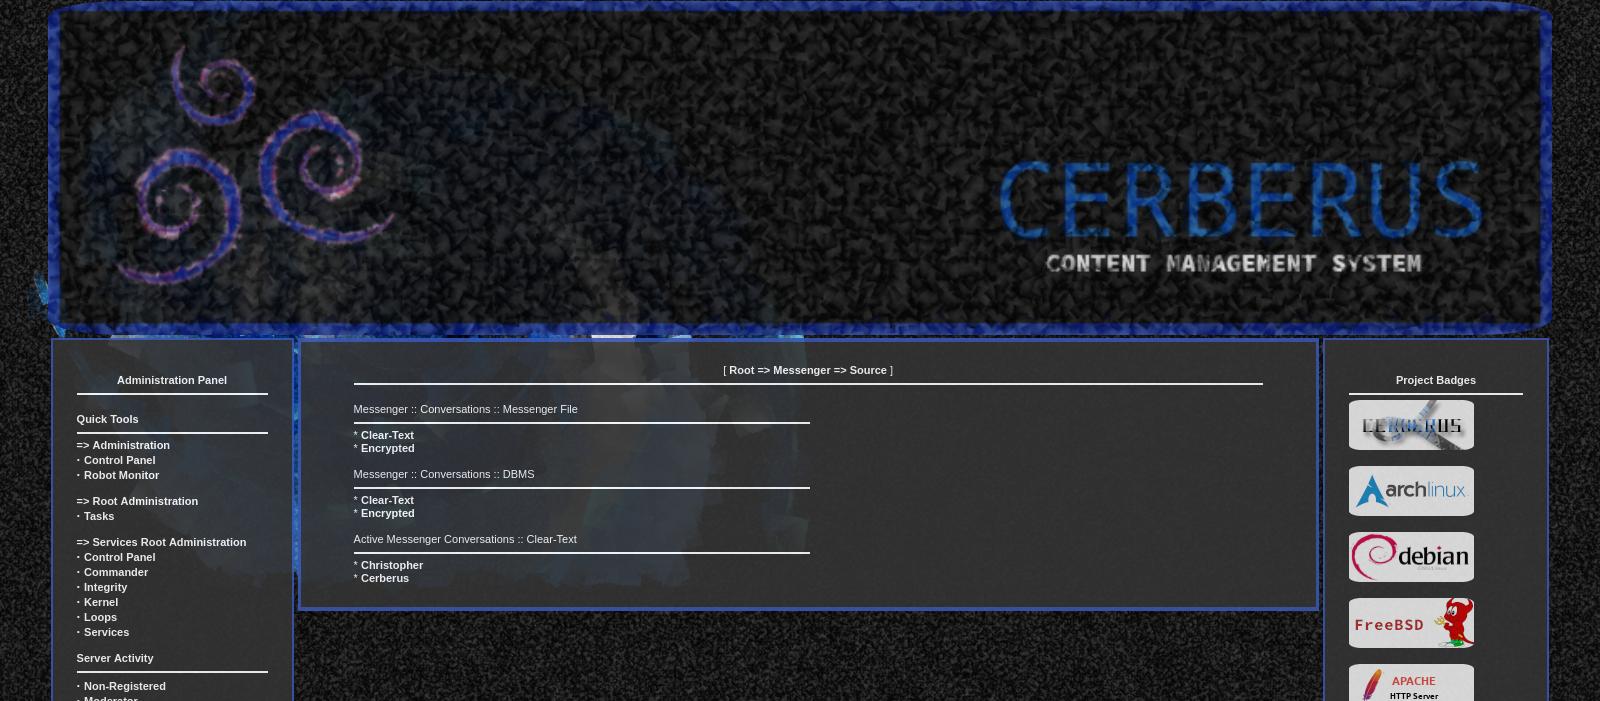 CERBERUS
CONTENT MANAGEMENT SYSTEM
Administration Panel
Quick Tools
=> Administration
· Control Panel
· Robot Monitor
=> Root Administration
· Tasks
=> Services Root Administration
· Control Panel
· Commander
· Integrity
· Kernel
· Loops
· Services
Server Activity
· Non-Registered
· Moderator
[ Root => Messenger => Source ]
Messenger :: Conversations :: Messenger File
* Clear-Text
* Encrypted
Messenger :: Conversations :: DBMS
* Clear-Text
* Encrypted
Active Messenger Conversations :: Clear-Text
* Christopher
* Cerberus
Project Badges
CERBERUS
archlinux
debian
FreeBSD
APACHE
HTTP Server